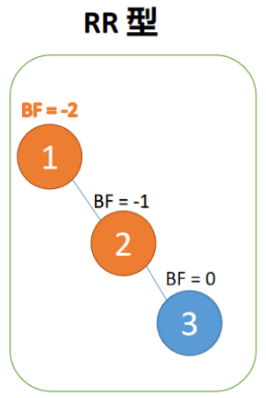 RR 型
BF = -2
1
BF = -1
2
BF = 0
3